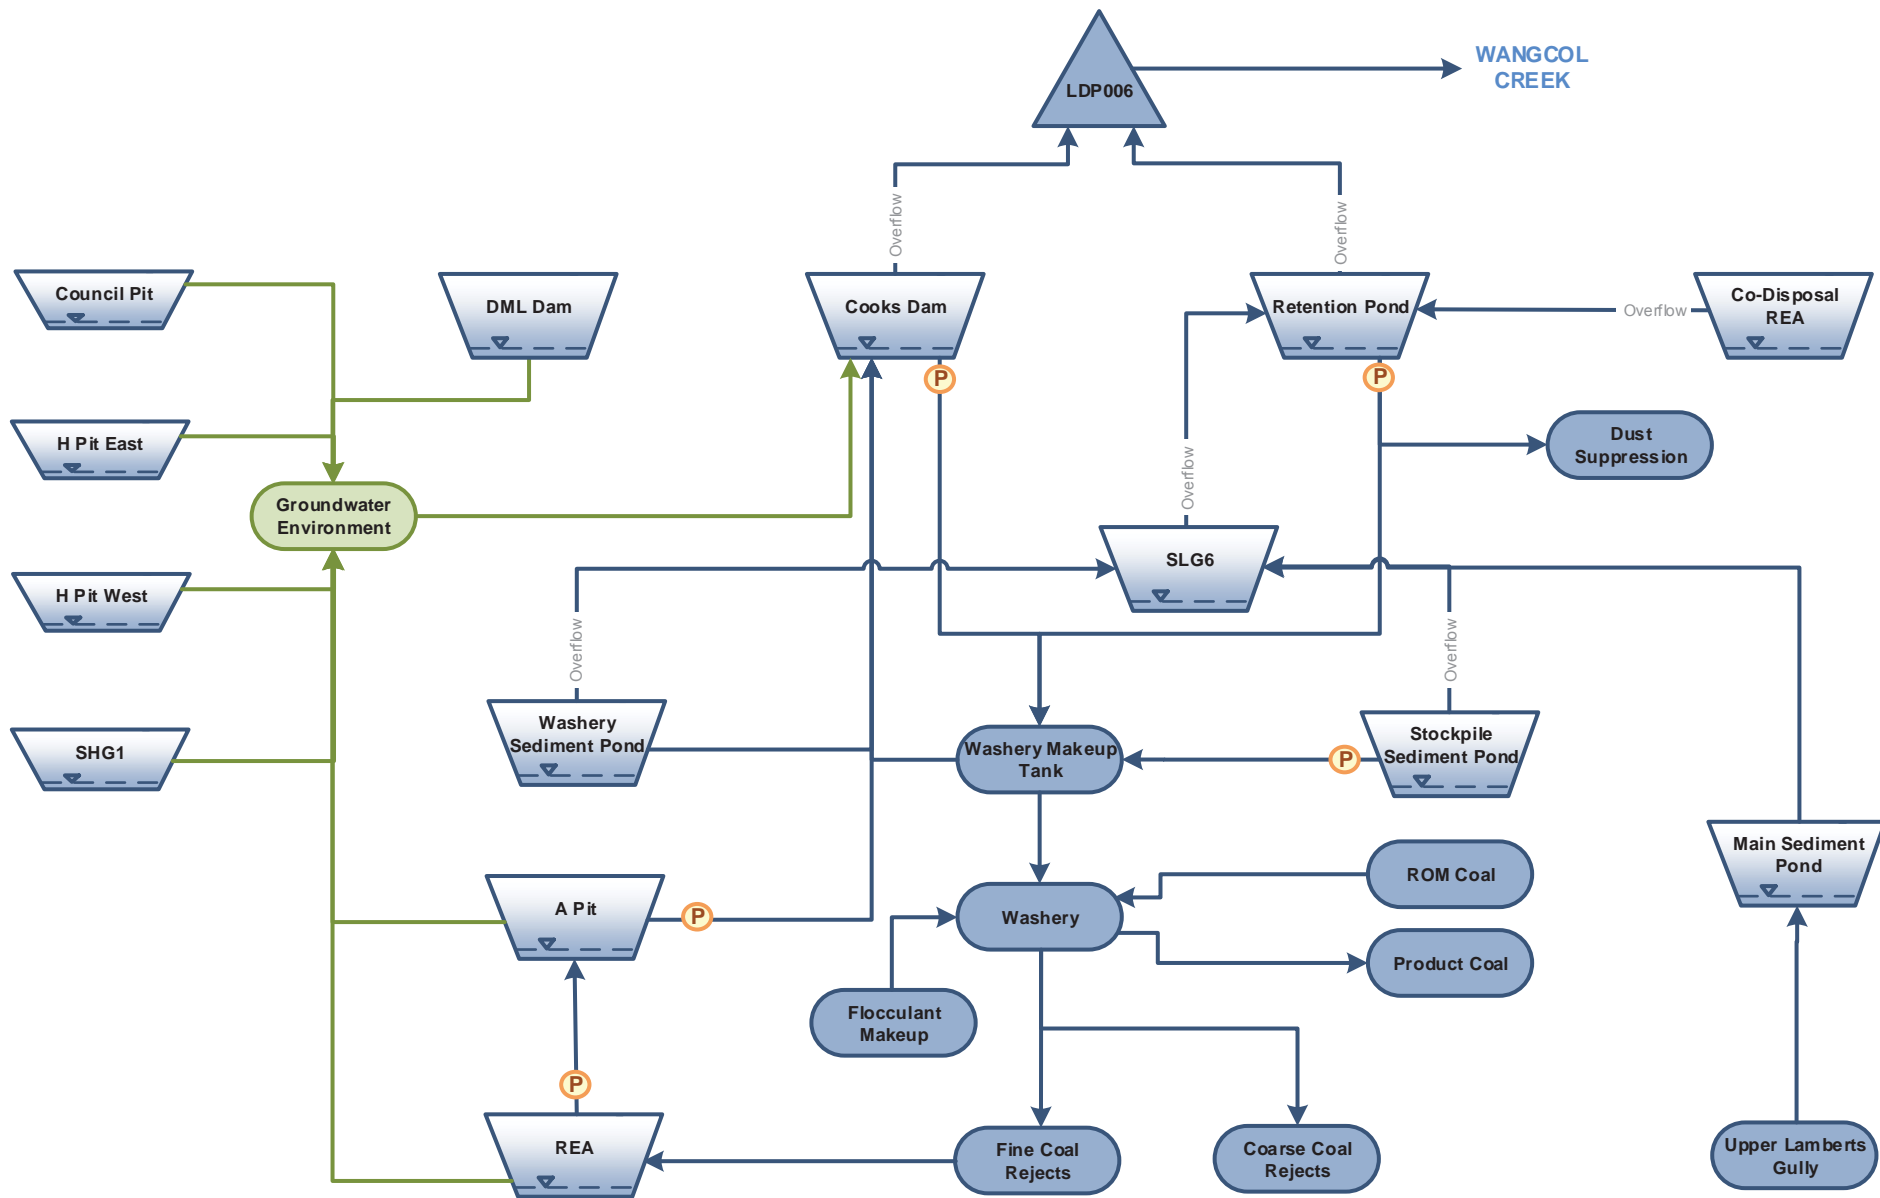 WANGCOL
CREEK
LDP006
Overflow
Overflow
Council Pit
DML Dam
Cooks Dam
Retention Pond
Overflow
Co-Disposal
REA
P
P
H Pit East
Dust
Suppression
Overflow
Groundwater
Environment
SLG6
H Pit West
Overflow
Overflow
SHG1
Washery
Sediment Pond
Washery Makeup
Tank
P
Stockpile
Sediment Pond
Main Sediment
Pond
ROM Coal
A Pit
P
Washery
Product Coal
Flocculant
Makeup
P
REA
Fine Coal
Rejects
Coarse Coal
Rejects
Upper Lamberts
Gully